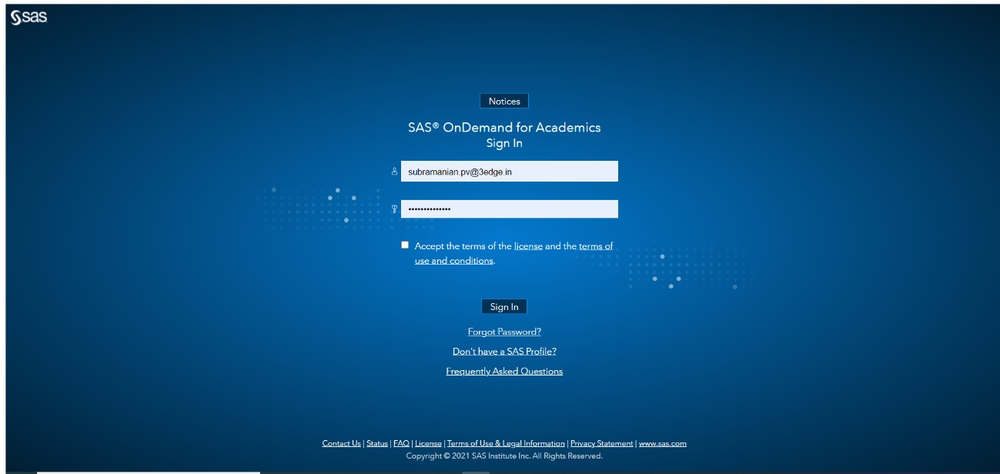 sas
Notices
SAS® OnDemand for Academics
Sign In
subramanian.pv@3edge.in
••••••••••••••
Accept the terms of the license and the terms of
use and conditions.
Sign In
Forgot Password?
Don't have a SAS Profile?
Frequently Asked Questions
Contact Us | Status | FAQ | License | Terms of Use & Legal Information | Privacy Statement | www.sas.com
Copyright © 2021 SAS Institute Inc. All Rights Reserved.